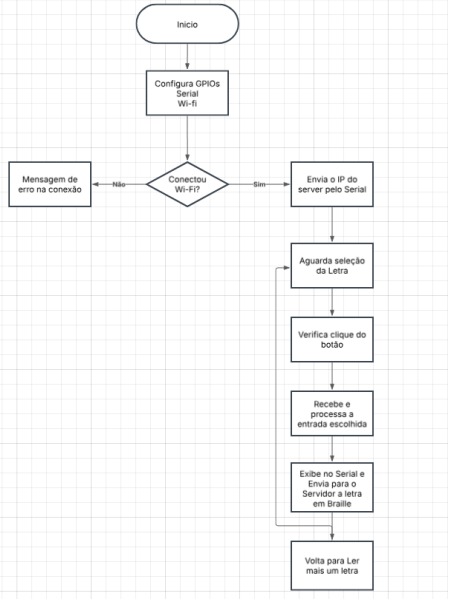 Inicio
Configura GPIOs
Serial
Wi-fi
Conectou
Wi-Fi?
Não
Sim
Mensagem de
erro na conexão
Envia o IP do
server pelo Serial
Aguarda seleção
da Letra
Verifica clique do
botão
Recebe e
processa a
entrada escolhida
Exibe no Serial e
Envia para o
Servidor a letra
em Braille
Volta para Ler
mais um letra